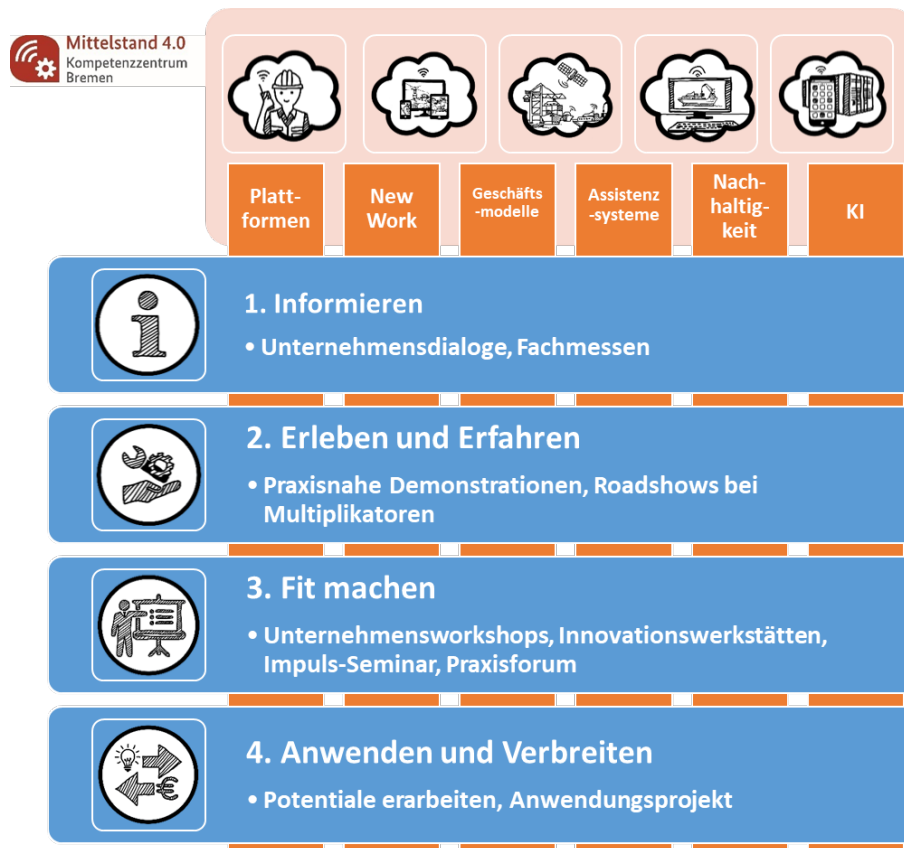 Mittelstand 4.0
Kompetenzzentrum
Bremen
Platt-
formen
New
Work
Geschäfts
-modelle
Assistenz
-systeme
Nach-
haltig-
keit
KI
1. Informieren
• Unternehmensdialoge, Fachmessen
2. Erleben und Erfahren
• Praxisnahe Demonstrationen, Roadshows bei
Multiplikatoren
3. Fit machen
• Unternehmensworkshops, Innovationswerkstätten,
Impuls-Seminar, Praxisforum
4. Anwenden und Verbreiten
• Potentiale erarbeiten, Anwendungsprojekt